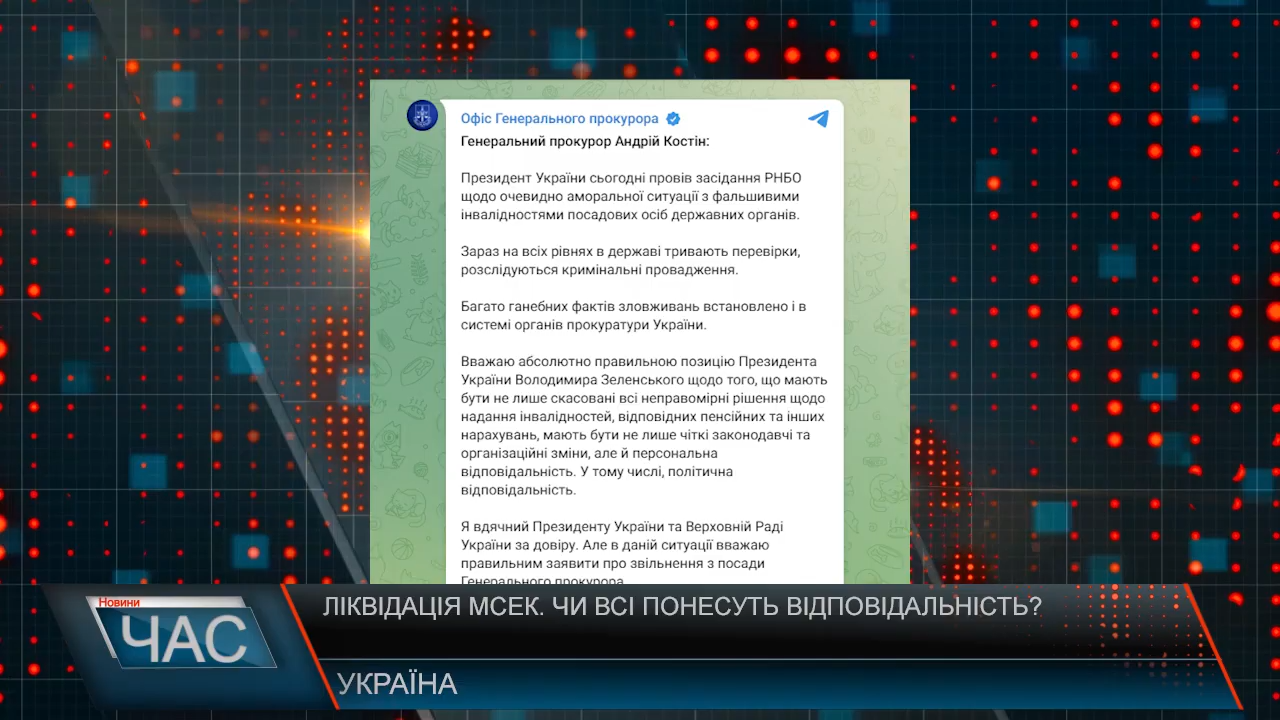 Офіс Генерального прокурора
Генеральний прокурор Андрій Костін:
Президент України сьогодні провів засідання РНБО
щодо очевидно аморальної ситуації з фальшивими
інвалідностями посадових осіб державних органів.
Зараз на всіх рівнях в державі тривають перевірки,
розслідуються кримінальні провадження.
Багато ганебних фактів зловживань встановлено і в
системі органів прокуратури України.
Вважаю абсолютно правильною позицію Президента
України Володимира Зеленського щодо того, що мають
бути не лише скасовані всі неправомірні рішення щодо
надання інвалідностей, відповідних пенсійних та інших
нарахувань, мають бути не лише чіткі законодавчі та
організаційні зміни, але й персональна
відповідальність. У тому числі, політична
відповідальність.
Я вдячний Президенту України та Верховній Раді
України за довіру. Але в даній ситуації вважаю
правильним заявити про звільнення з посади
Генерального прокурора
Новини
ЧАС
ЛІКВІДАЦІЯ МСЕК. ЧИ ВСІ ПОНЕСУТЬ ВІДПОВІДАЛЬНІСТЬ?
УКРАЇНА